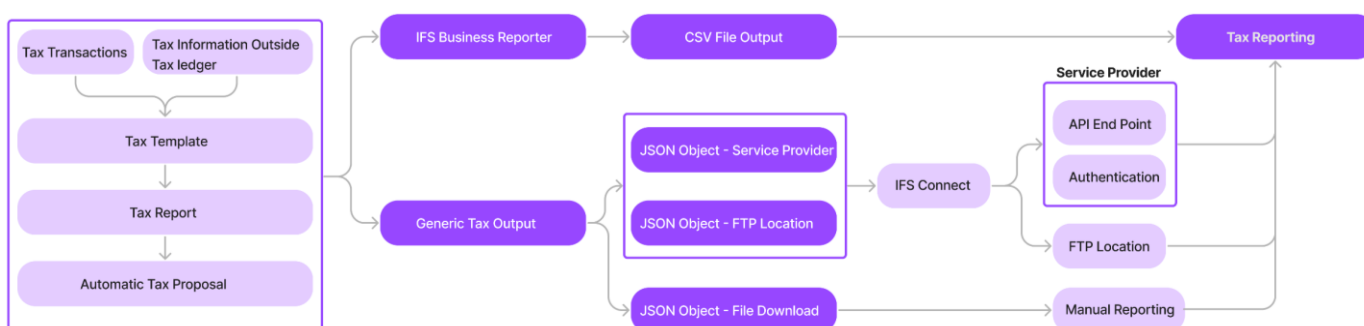 Tax Transactions
Tax Information Outside
Tax ledger
Tax Template
Tax Report
Automatic Tax Proposal
IFS Business Reporter
CSV File Output
Tax Reporting
Generic Tax Output
JSON Object - Service Provider
JSON Object - FTP Location
JSON Object - File Download
IFS Connect
Service Provider
API End Point
Authentication
FTP Location
Manual Reporting